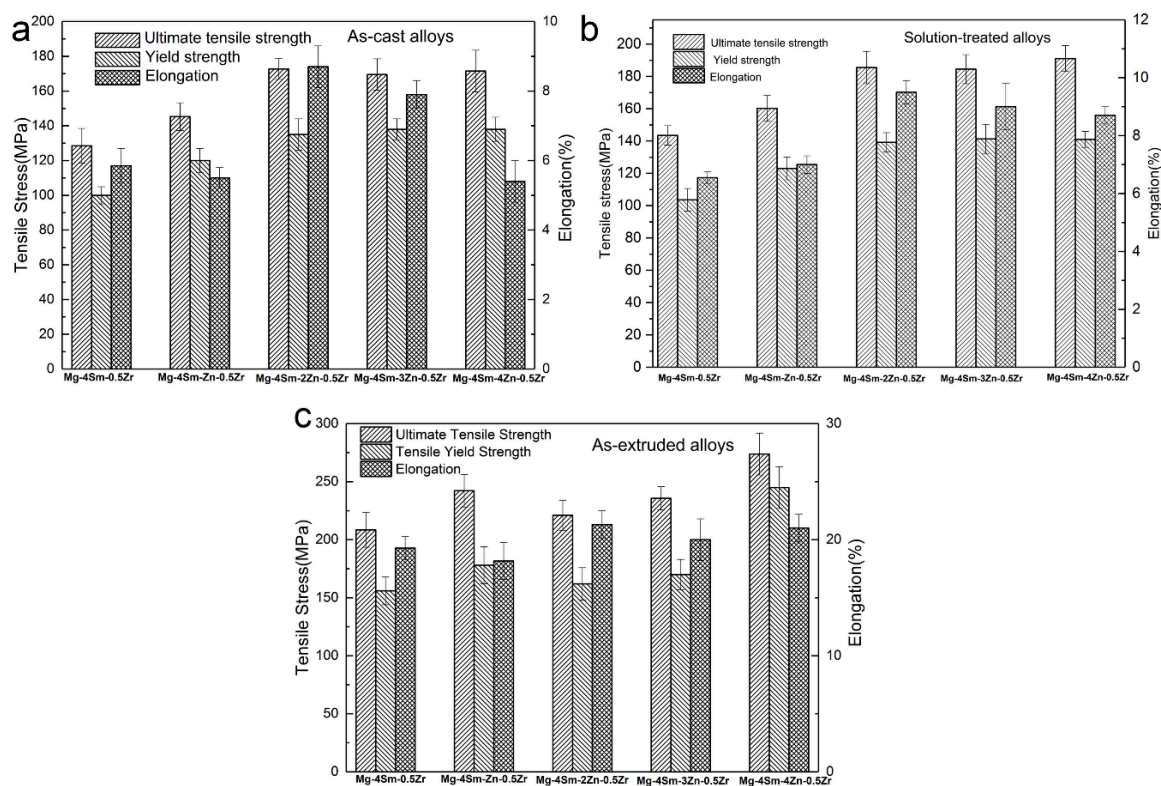 a
As-cast alloys
Ultimate tensile strength
Yield strength
Elongation
Tensile Stress(MPa)
200
180
160
140
120
100
80
60
40
20
0
Elongation(%)
10
8
6
4
2
0
Mg-4Sm-0.5Zr Mg-4Sm-Zn-0.5Zr Mg-4Sm-2Zn-0.5Zr Mg-4Sm-3Zn-0.5Zr Mg-4Sm-4Zn-0.5Zr
b
Solution-treated alloys
Ultimate tensile strength
Yield strength
Elongation
Tensile stress(MPa)
200
180
160
140
120
100
80
60
40
20
0
Elongation(%)
12
10
8
6
4
2
0
Mg-4Sm-0.5Zr Mg-4Sm-Zn-0.5Zr Mg-4Sm-2Zn-0.5Zr Mg-4Sm-3Zn-0.5Zr Mg-4Sm-4Zn-0.5Zr
c
As-extruded alloys
Ultimate Tensile Strength
Tensile Yield Strength
Elongation
Tensile Stress(MPa)
300
250
200
150
100
50
0
Elongation(%)
30
20
10
0
Mg-4Sm-0.5Zr Mg-4Sm-Zn-0.5Zr Mg-4Sm-2Zn-0.5Zr Mg-4Sm-3Zn-0.5Zr Mg-4Sm-4Zn-0.5Zr